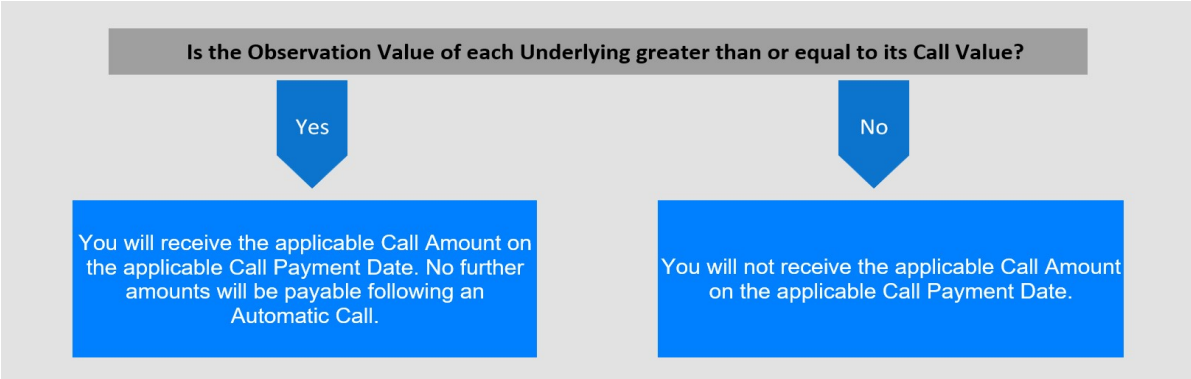 Is the Observation Value of each Underlying greater than or equal to its Call Value?
Yes
No
You will receive the applicable Call Amount on
the applicable Call Payment Date. No further
amounts will be payable following an
Automatic Call.
You will not receive the applicable Call Amount
on the applicable Call Payment Date.